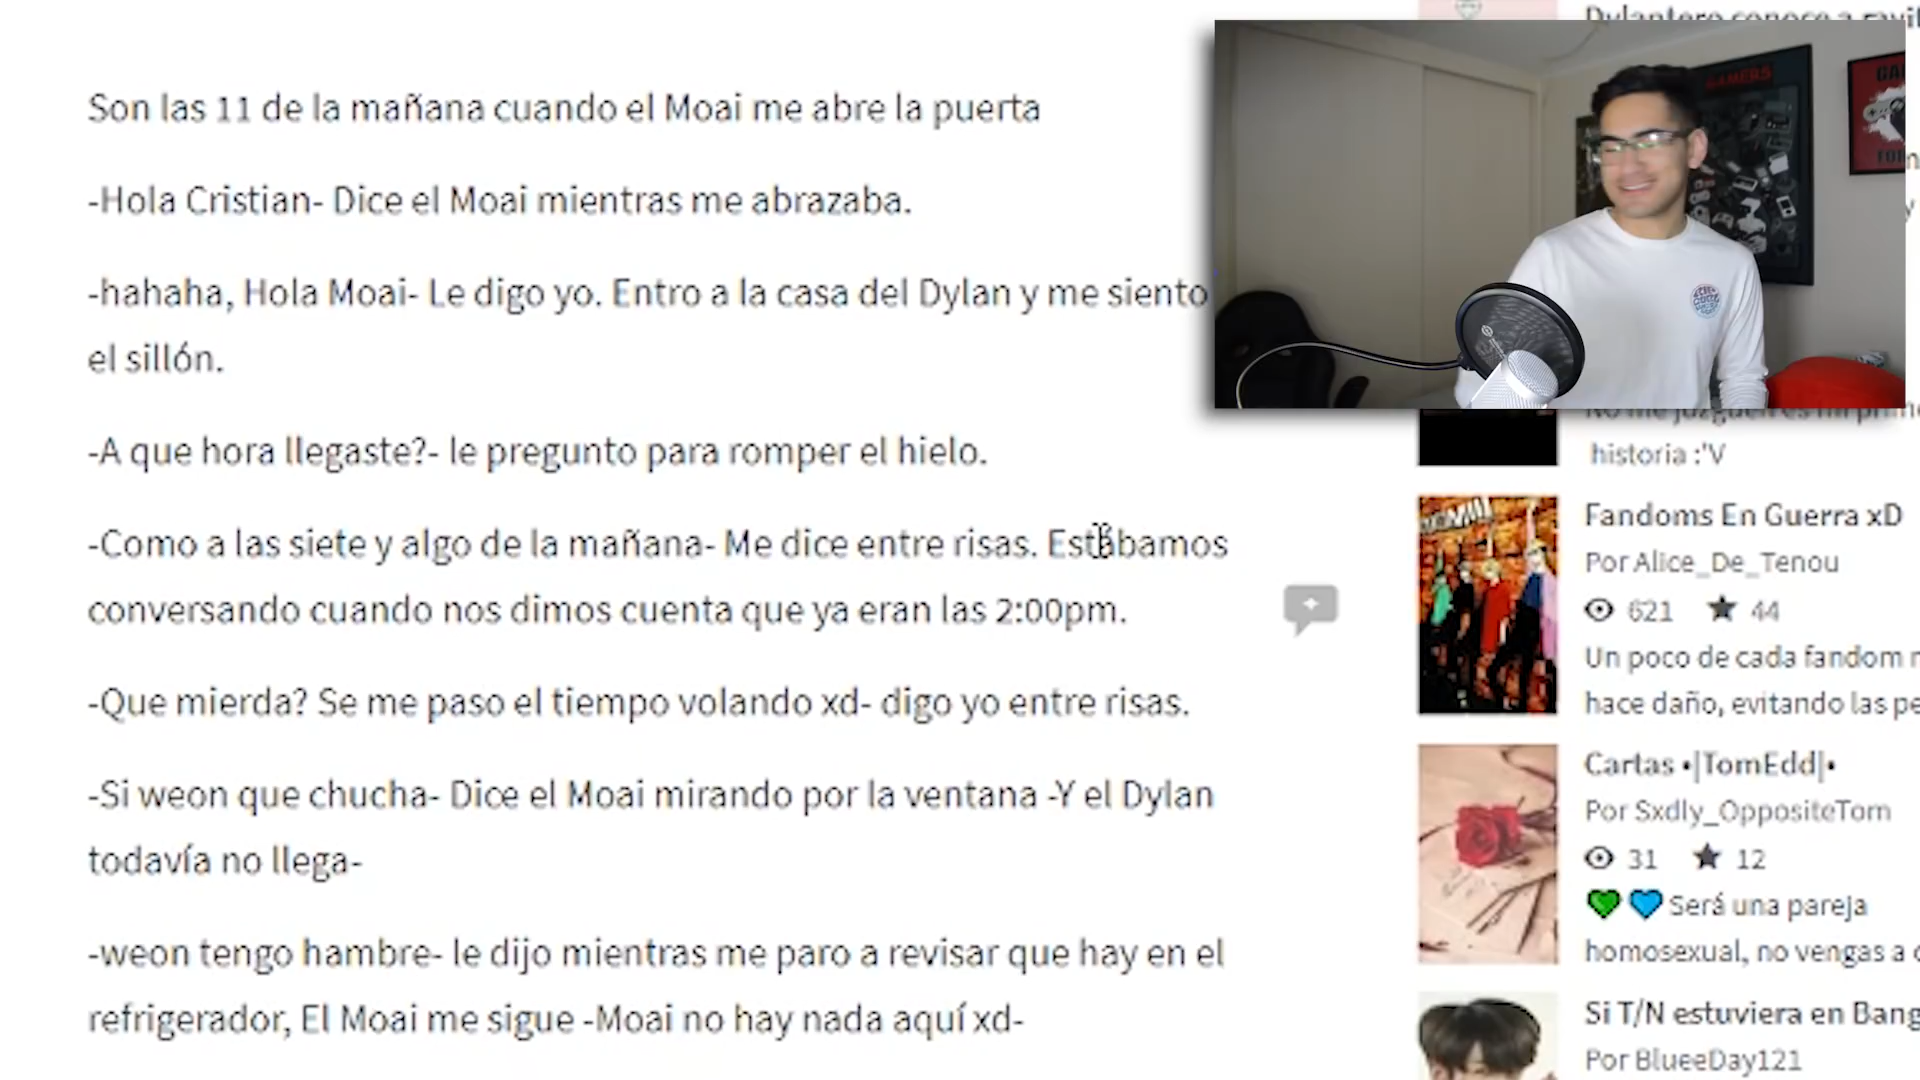 Son las 11 de la mañana cuando el Moai me abre la puerta
-Hola Cristian- Dice el Moai mientras me abrazaba.
-hahaha, Hola Moai- Le digo yo. Entro a la casa del Dylan y me siento
el sillón.
-A que hora llegaste?- le pregunto para romper el hielo.
-Como a las siete y algo de la mañana- Me dice entre risas. Estábamos
conversando cuando nos dimos cuenta que ya eran las 2:00pm.
-Que mierda? Se me paso el tiempo volando xd- digo yo entre risas.
-Si weon que chucha- Dice el Moai mirando por la ventana -Y el Dylan
todavía no llega-
-weon tengo hambre- le dijo mientras me paro a revisar que hay en el
refrigerador, El Moai me sigue -Moai no hay nada aquí xd-
GAMERS
historia :'V
Fandoms En Guerra xD
Por Alice_De_Tenou
621 44
Un poco de cada fandom
hace daño, evitando las pe
Cartas •|TomEdd|•
Por Sxdly_OppositeTom
31 12
Será una pareja
homosexual, no vengas a
Si T/N estuviera en Bang
Por BlueeDay121